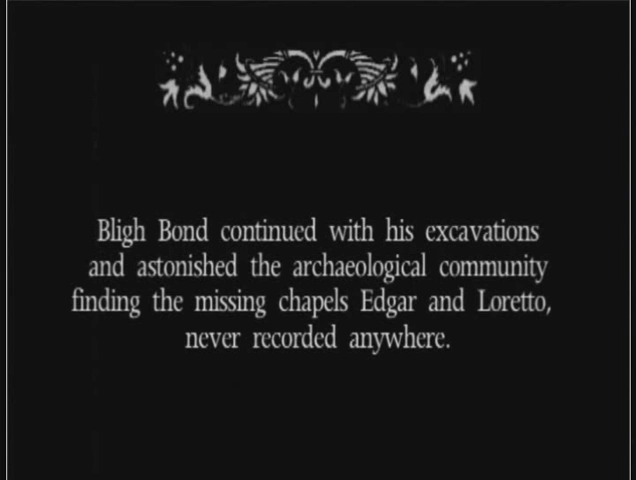 Bligh Bond continued with his excavations
and astonished the archaeological community
finding the missing chapels Edgar and Loretto,
never recorded anywhere.